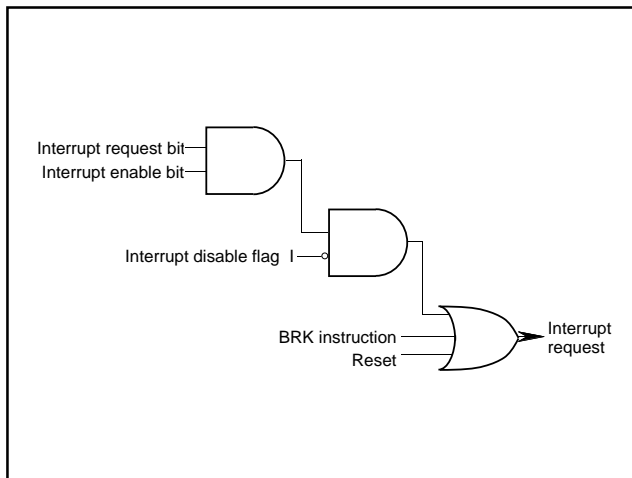 Interrupt request bit
Interrupt enable bit
Interrupt disable flag I
BRK instruction
Reset
Interrupt
request